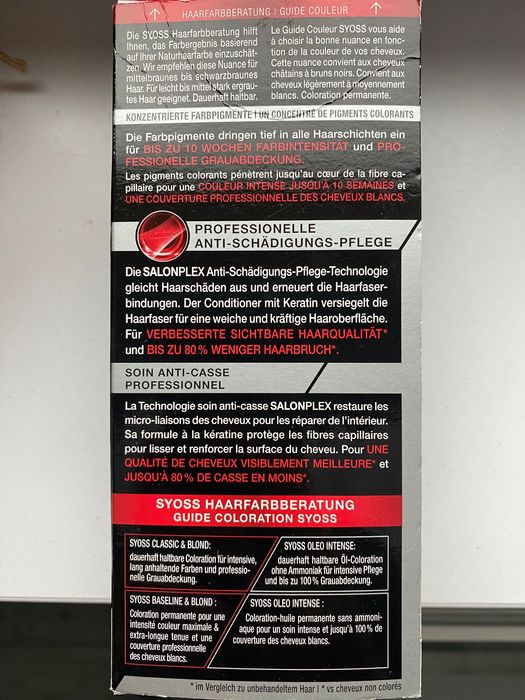 HAARFARBBERATUNG | GUIDE COULEUR
Die SYOSS Haarfarbberatung hilft
Ihnen, das Farbergebnis basierend
auf Ihrer Naturhaarfarbe einzuschät-
zen. Wir empfehlen diese Nuance für
mittelbraunes bis schwarzbraunes
Haar. Für leicht bis mittel stark ergrau-
tes Haar geeignet. Dauerhaft haltbar.
Le Guide Couleur SYOSS vous aide
à choisir la bonne nuance en fonc-
tion de la couleur de vos cheveux.
Cette nuance convient aux cheveux
châtains à bruns noirs. Convient aux
cheveux légèrement à moyennement
blancs. Coloration permanente.
KONZENTRIERTE FARBPIGMENTE | UN CONCENTRÉ DE PIGMENTS COLORANTS
Die Farbpigmente dringen tief in alle Haarschichten ein
für BIS ZU 10 WOCHEN FARBINTENSITÄT und PRO-
FESSIONELLE GRAUABDECKUNG.
Les pigments colorants pénètrent jusqu'au cœur de la fibre ca-
pillaire pour une COULEUR INTENSE JUSQU'À 10 SEMAINES et
UNE COUVERTURE PROFESSIONNELLE DES CHEVEUX BLANCS.
PROFESSIONELLE
ANTI-SCHÄDIGUNGS-PFLEGE
Die SALONPLEX Anti-Schädigungs-Pflege-Technologie
gleicht Haarschäden aus und erneuert die Haarfaser-
bindungen. Der Conditioner mit Keratin versiegelt die
Haarfaser für eine weiche und kräftige Haaroberfläche.
Für VERBESSERTE SICHTBARE HAARQUALITÄT*
und BIS ZU 80% WENIGER HAARBRUCH*.
SOIN ANTI-CASSE
PROFESSIONNEL
La Technologie soin anti-casse SALONPLEX restaure les
micro-liaisons des cheveux pour les réparer de l'intérieur.
Sa formule à la kératine protège les fibres capillaires
pour lisser et renforcer la surface du cheveu. Pour UNE
QUALITÉ DE CHEVEUX VISIBLEMENT MEILLEURE* et
JUSQU'À 80% DE CASSE EN MOINS*.
SYOSS HAARFARBBERATUNG
GUIDE COLORATION SYOSS
SYOSS CLASSIC & BLOND:
dauerhaft haltbare Coloration für intensive,
lang anhaltende Farben und professio-
nelle Grauabdeckung.
SYOSS OLEO INTENSE:
dauerhaft haltbare Öl-Coloration
ohne Ammoniak für intensive Pflege
und bis zu 100% Grauabdeckung.
SYOSS BASELINE & BLOND :
Coloration permanente pour une
intensité couleur maximale &
extra-longue tenue et une
couverture professionnelle
des cheveux blancs.
SYOSS OLEO INTENSE :
Coloration-huile permanente sans ammoni-
aque pour un soin intense et jusqu'à 100% de
couverture des cheveux blancs.
* im Vergleich zu unbehandeltem Haar | * vs cheveux non colorés